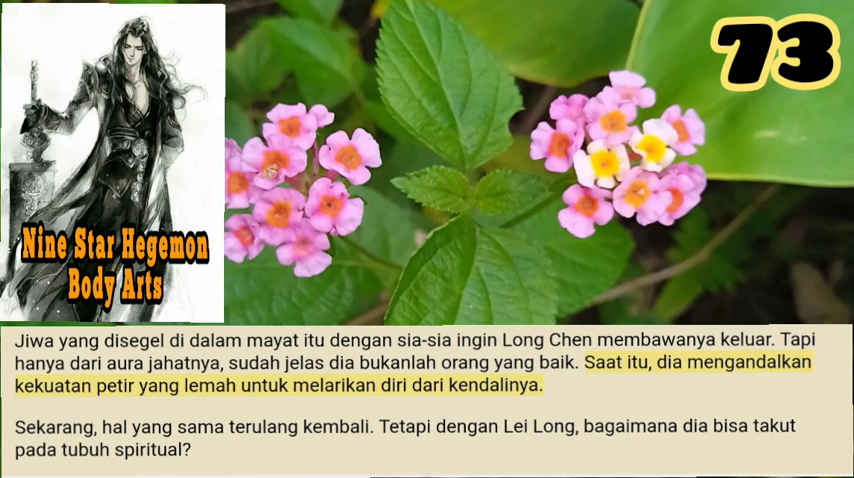 73
Nine Star Hegemon
Body Arts
Jiwa yang disegel di dalam mayat itu dengan sia-sia ingin Long Chen membawanya keluar. Tapi
hanya dari aura jahatnya, sudah jelas dia bukanlah orang yang baik. Saat itu, dia mengandalkan
kekuatan petir yang lemah untuk melarikan diri dari kendalinya.
Sekarang, hal yang sama terulang kembali. Tetapi dengan Lei Long, bagaimana dia bisa takut
pada tubuh spiritual?